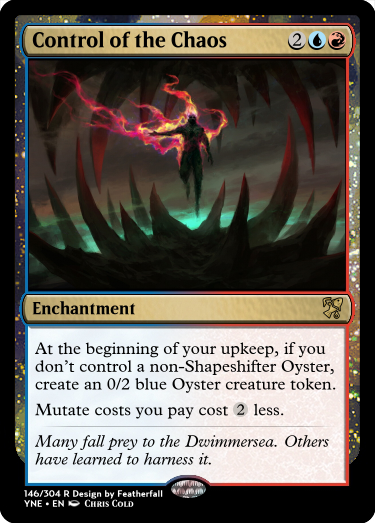 Control of the Chaos 2
Enchantment
At the beginning of your upkeep, if you
don't control a non-Shapeshifter Oyster,
create an 0/2 blue Oyster creature token.
Mutate costs you pay cost 2 less.
Many fall prey to the Dwimmersea. Others
have learned to harness it.
146/304 R Design by Featherfall
YNE • EN Chris Cold